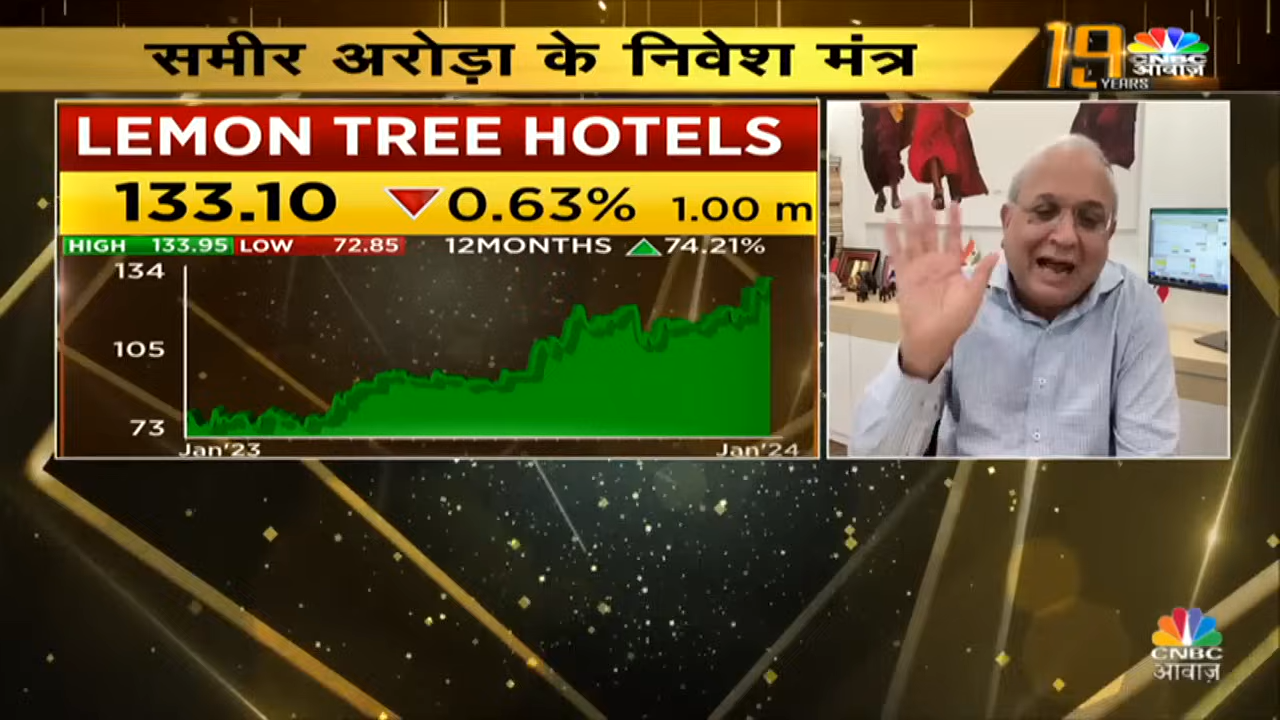 समीर अरोड़ा के निवेश मंत्र
19 YEARS
CNBC
आवाज़
LEMON TREE HOTELS
133.10 0.63% 1.00 m
HIGH 133.95 LOW 72.85 12MONTHS 74.21%
134
105
73
Jan'23 Jan'24
CNBC
आवाज़